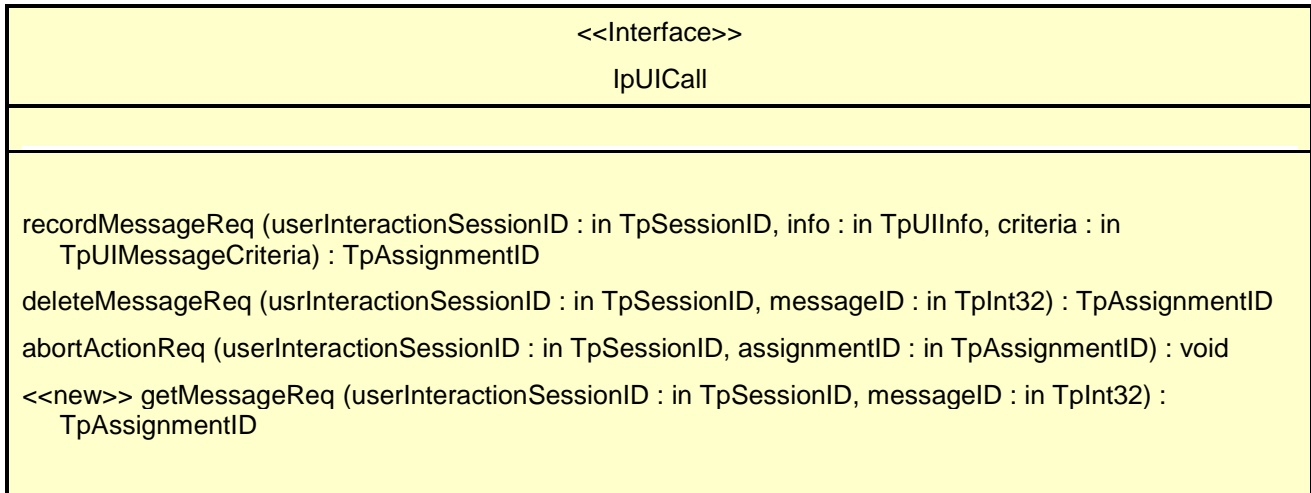 <<Interface>>
IpUICall
recordMessageReq (userInteractionSessionID : in TpSessionID, info : in TpUIInfo, criteria : in
TpUIMessageCriteria) : TpAssignmentID
deleteMessageReq (usrInteractionSessionID : in TpSessionID, messageID : in TpInt32) : TpAssignmentID
abortActionReq (userInteractionSessionID : in TpSessionID, assignmentID : in TpAssignmentID) : void
<<new>> getMessageReq (userInteractionSessionID : in TpSessionID, messageID : in TpInt32) :
TpAssignmentID